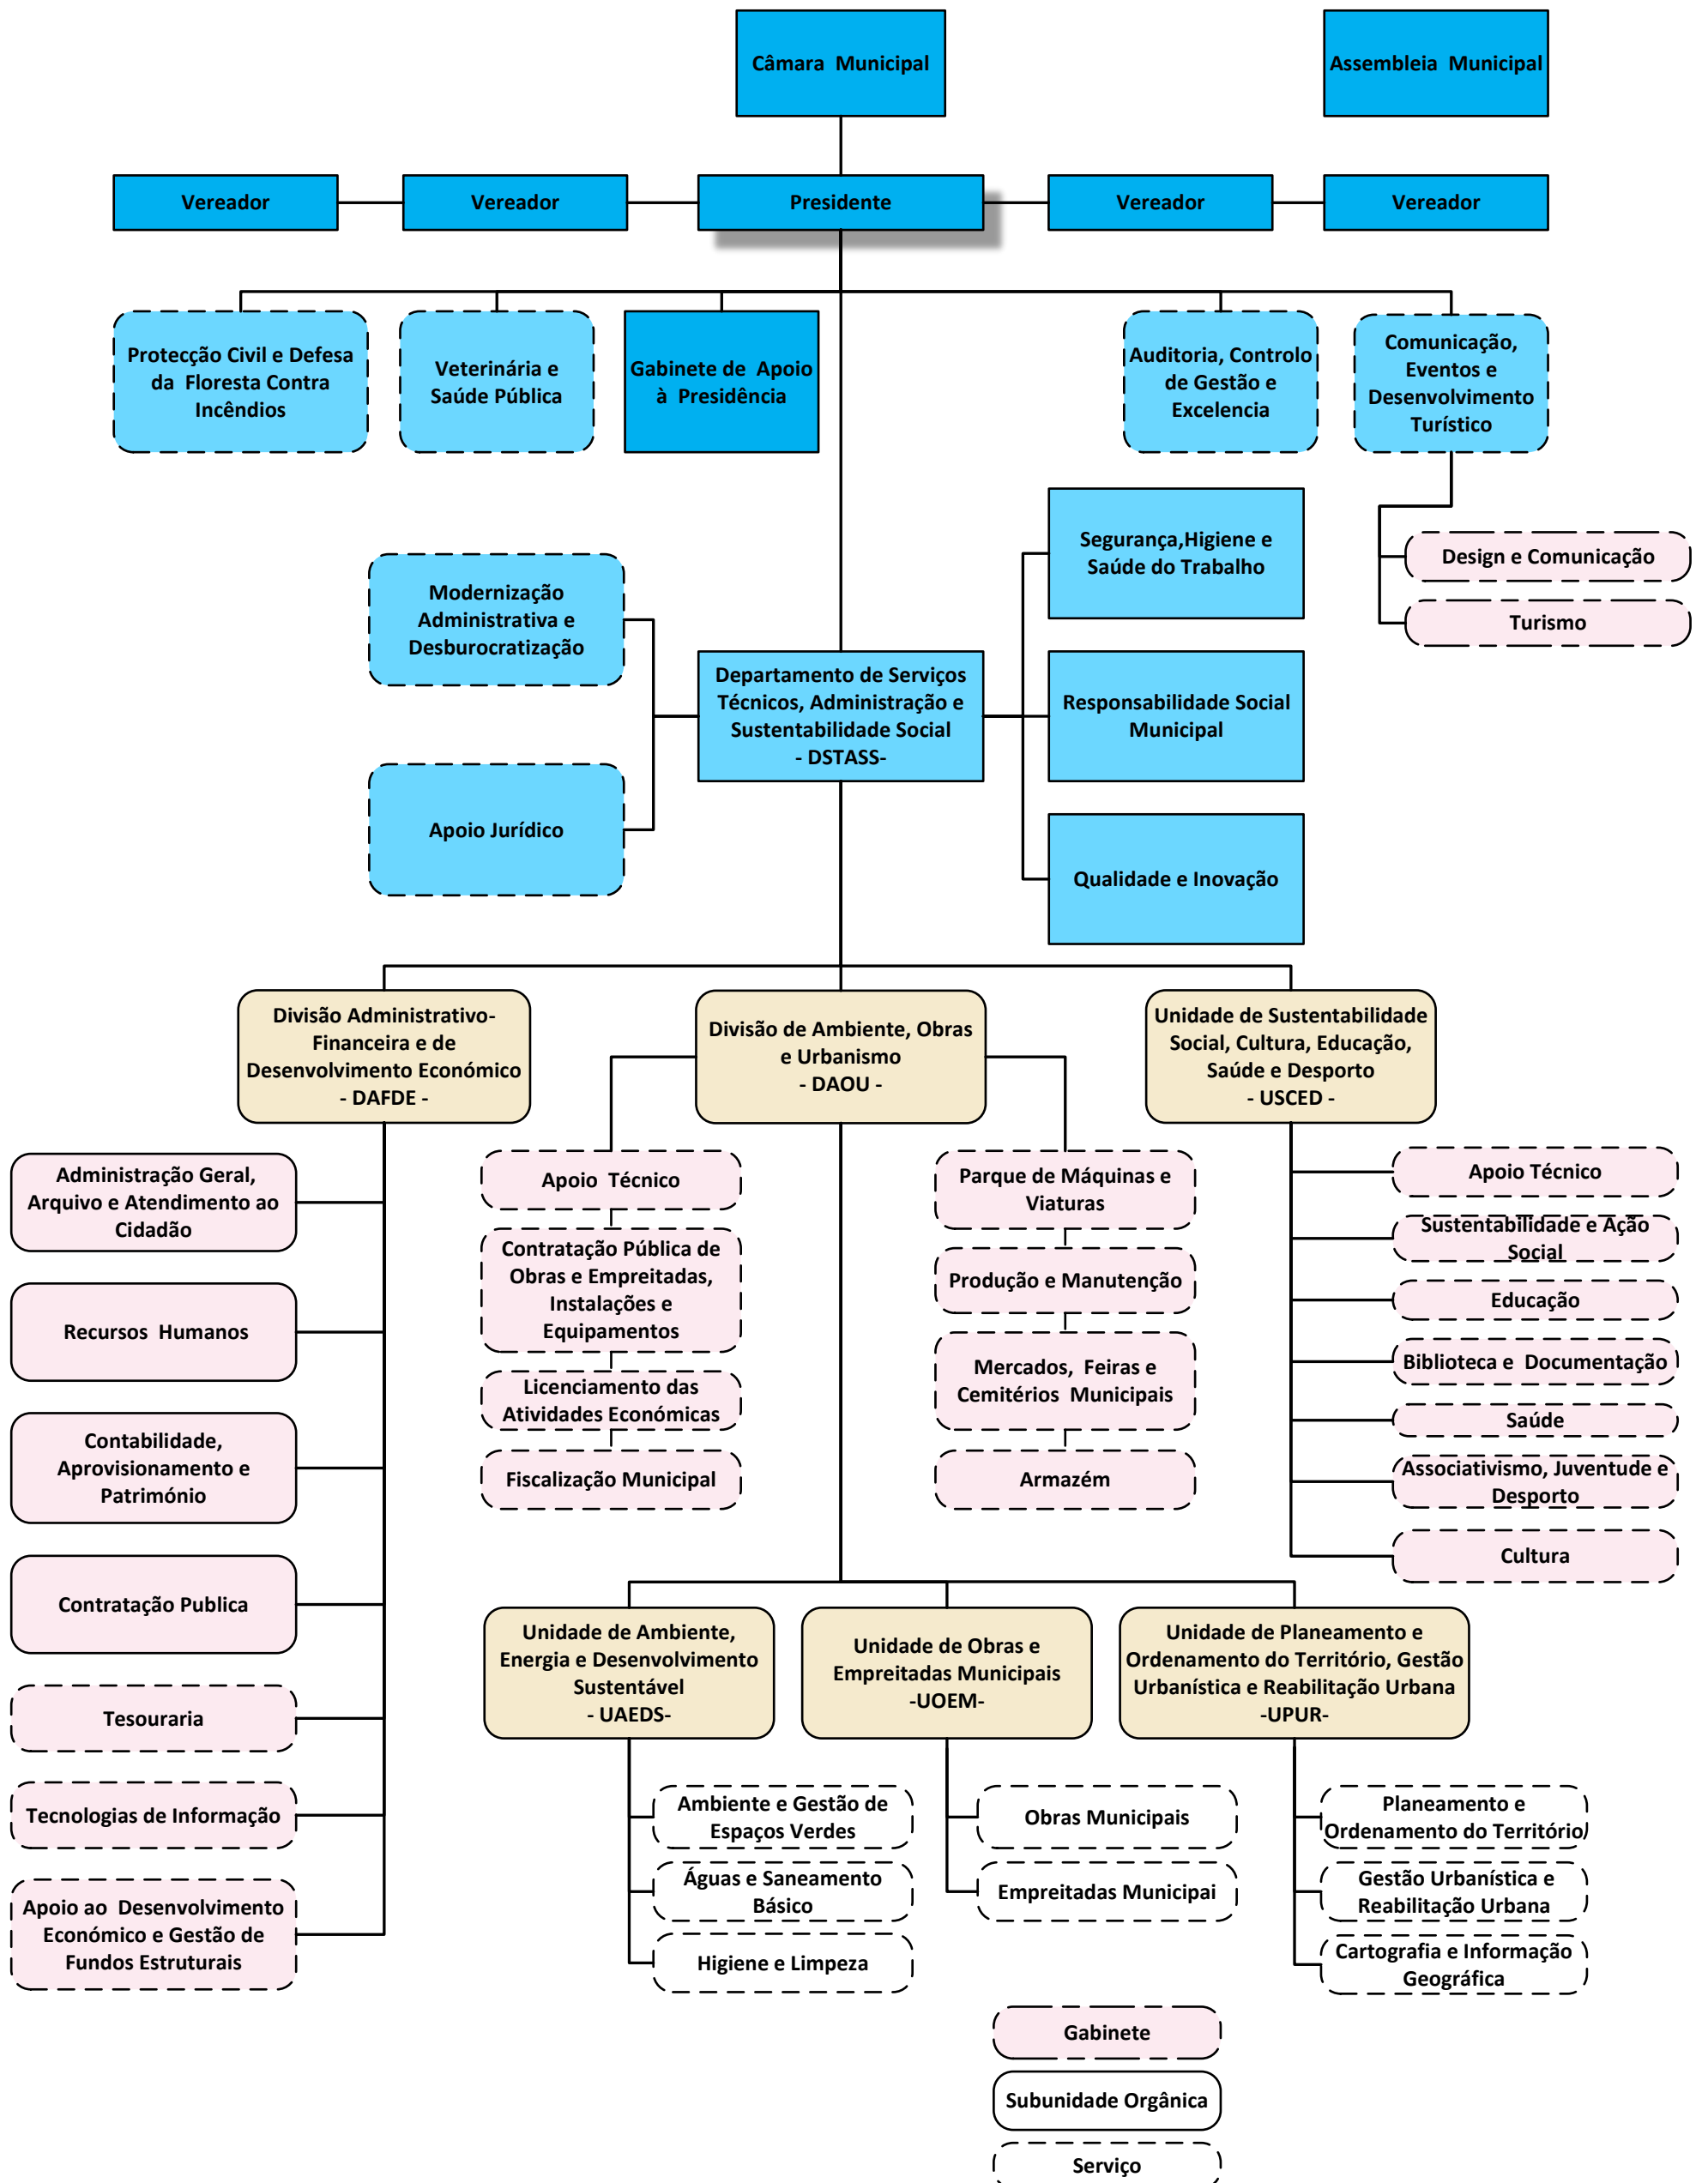 Câmara Municipal
Assembleia Municipal
Vereador
Vereador
Presidente
Vereador
Vereador
Protecção Civil e Defesa
da Floresta Contra
Incêndios
Veterinária e
Saúde Pública
Gabinete de Apoio
à Presidência
Auditoria, Controlo
de Gestão e
Excelencia
Comunicação,
Eventos e
Desenvolvimento
Turístico
Design e Comunicação
Turismo
Segurança,Higiene e
Saúde do Trabalho
Modernização
Administrativa e
Desburocratização
Departamento de Serviços
Técnicos, Administração e
Sustentabilidade Social
- DSTASS-
Responsabilidade Social
Municipal
Apoio Jurídico
Qualidade e Inovação
Divisão Administrativo-
Financeira e de
Desenvolvimento Económico
- DAFDE -
Divisão de Ambiente, Obras
e Urbanismo
- DAOU -
Unidade de Sustentabilidade
Social, Cultura, Educação,
Saúde e Desporto
- USCED -
Administração Geral,
Arquivo e Atendimento ao
Cidadão
Recursos Humanos
Contabilidade,
Aprovisionamento e
Património
Contratação Publica
Tesouraria
Tecnologias de Informação
Apoio ao Desenvolvimento
Económico e Gestão de
Fundos Estruturais
Apoio Técnico
Contratação Pública de
Obras e Empreitadas,
Instalações e
Equipamentos
Licenciamento das
Atividades Económicas
Fiscalização Municipal
Parque de Máquinas e
Viaturas
Produção e Manutenção
Mercados, Feiras e
Cemitérios Municipais
Armazém
Apoio Técnico
Sustentabilidade e Ação
Social
Educação
Biblioteca e Documentação
Saúde
Associativismo, Juventude e
Desporto
Cultura
Unidade de Ambiente,
Energia e Desenvolvimento
Sustentável
- UAEDS-
Unidade de Obras e
Empreitadas Municipais
-UOEM-
Unidade de Planeamento e
Ordenamento do Território, Gestão
Urbanística e Reabilitação Urbana
-UPUR-
Ambiente e Gestão de
Espaços Verdes
Águas e Saneamento
Básico
Higiene e Limpeza
Obras Municipais
Empreitadas Municipai
Planeamento e
Ordenamento do Território
Gestão Urbanística e
Reabilitação Urbana
Cartografia e Informação
Geográfica
Gabinete
Subunidade Orgânica
Serviço